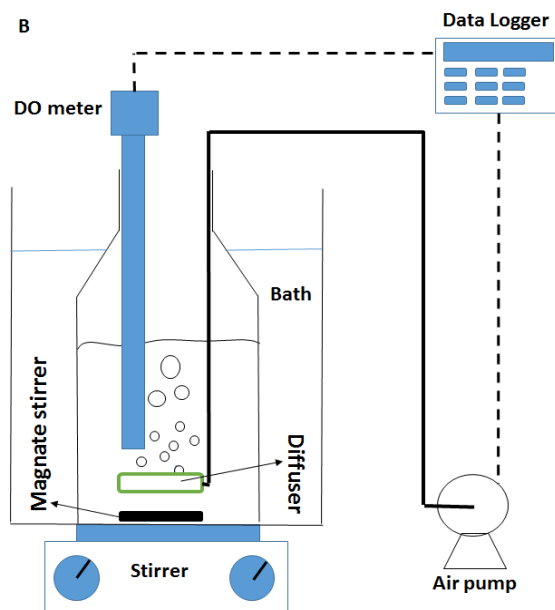 B
Data Logger
DO meter
Bath
Magnate stirrer
Diffuser
Stirrer
Air pump